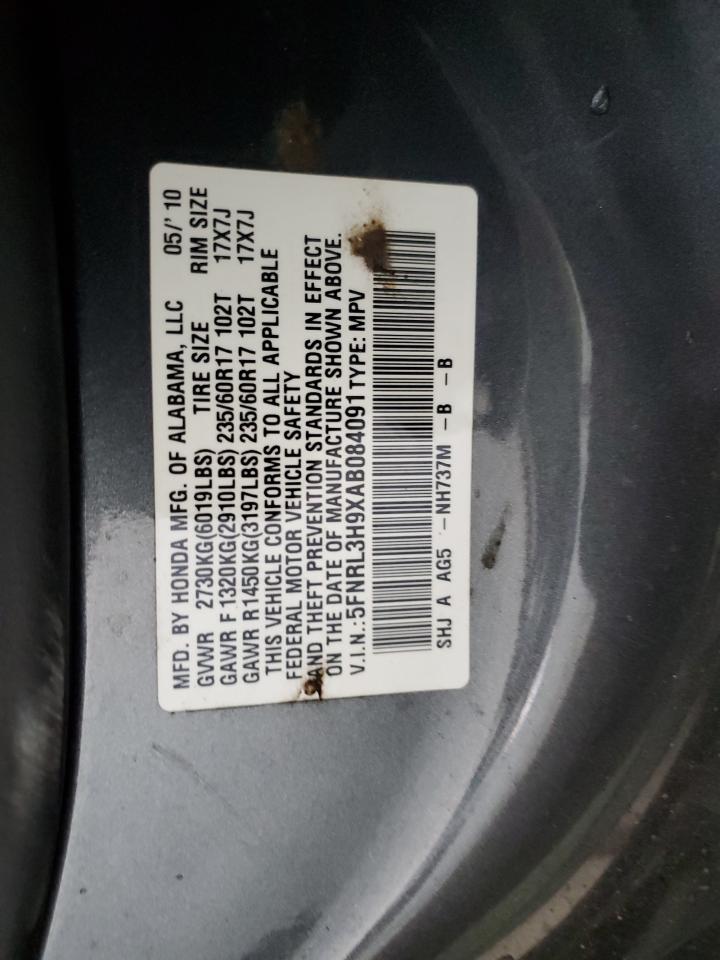 MFD. BY HONDA MFG. OF ALABAMA, LLC 05/' 10
GVWR 2730KG(6019LBS) TIRE SIZE RIM SIZE
GAWR F 1320KG(2910LBS) 235/60R17 102T 17X7J
GAWR R 1450KG(3197LBS) 235/60R17 102T 17X7J
THIS VEHICLE CONFORMS TO ALL APPLICABLE
FEDERAL MOTOR VEHICLE SAFETY
AND THEFT PREVENTION STANDARDS IN EFFECT
ON THE DATE OF MANUFACTURE SHOWN ABOVE.
V.I.N.: 5FNRL3H9XAB084091 TYPE: MPV
SHJ A AG5 -NH737M -B -B